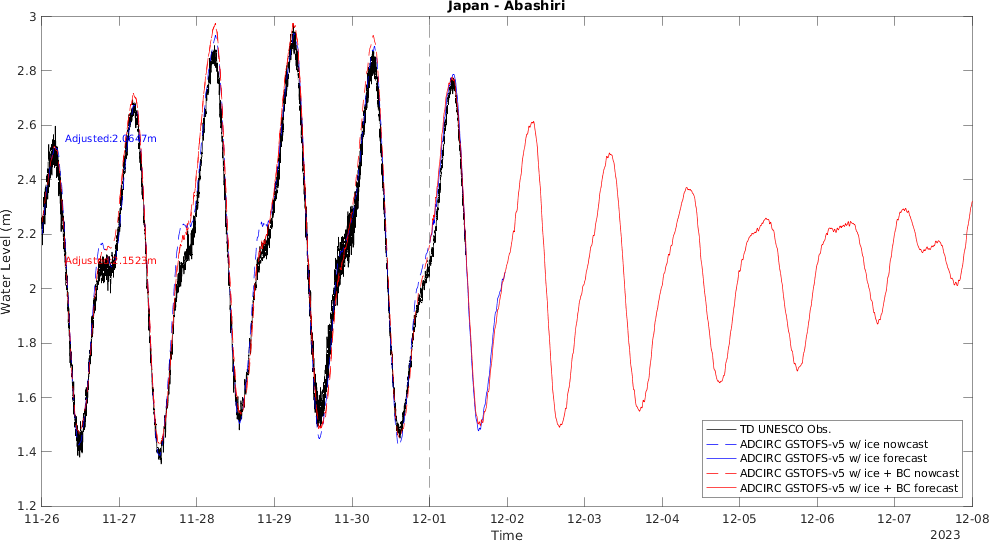 Japan - Abashiri
Water Level (m)
3
2.8
2.6
2.4
2.2
2
1.8
1.6
1.4
1.2
Adjusted:2.0647m
11-26
11-27
11-28
11-29
11-30
12-01
12-02
12-03
12-04
12-05
12-06
12-07
12-08
Time
2023
TD UNESCO Obs.
ADCIRC GSTOFS-v5 w/ ice nowcast
ADCIRC GSTOFS-v5 w/ ice forecast
ADCIRC GSTOFS-v5 w/ ice + BC nowcast
ADCIRC GSTOFS-v5 w/ ice + BC forecast